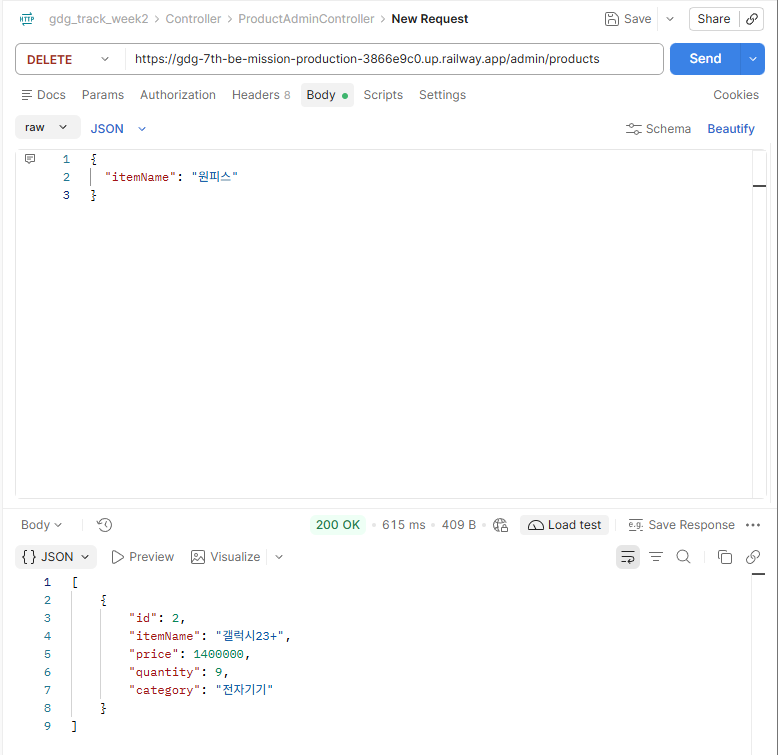 HTTP gdg_track_week2 > Controller > ProductAdminController > New Request Save Share
DELETE https://gdg-7th-be-mission-production-3866e9c0.up.railway.app/admin/products Send
Docs Params Authorization Headers 8 Body Scripts Settings Cookies
raw JSON Schema Beautify
1 {
2 "itemName": "원피스"
3 }
Body 200 OK • 615 ms • 409 B • Load test e.g. Save Response
{} JSON Preview Visualize
1 [
2 {
3 "id": 2,
4 "itemName": "갤럭시23+",
5 "price": 1400000,
6 "quantity": 9,
7 "category": "전자기기"
8 }
9 ]